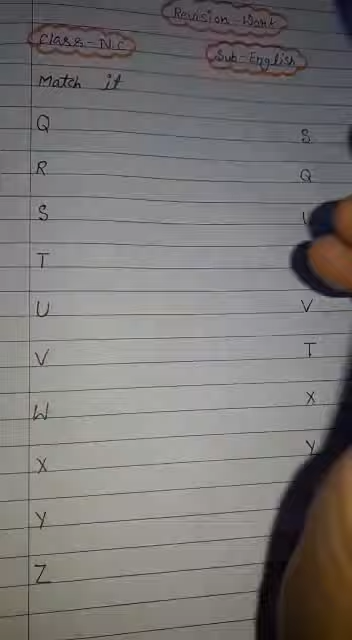 Revision Work
Class-N.C
Sub-English
Match it
Q
S
R
Q
S
T
U
V
V
T
W
X
X
Y
Y
Z